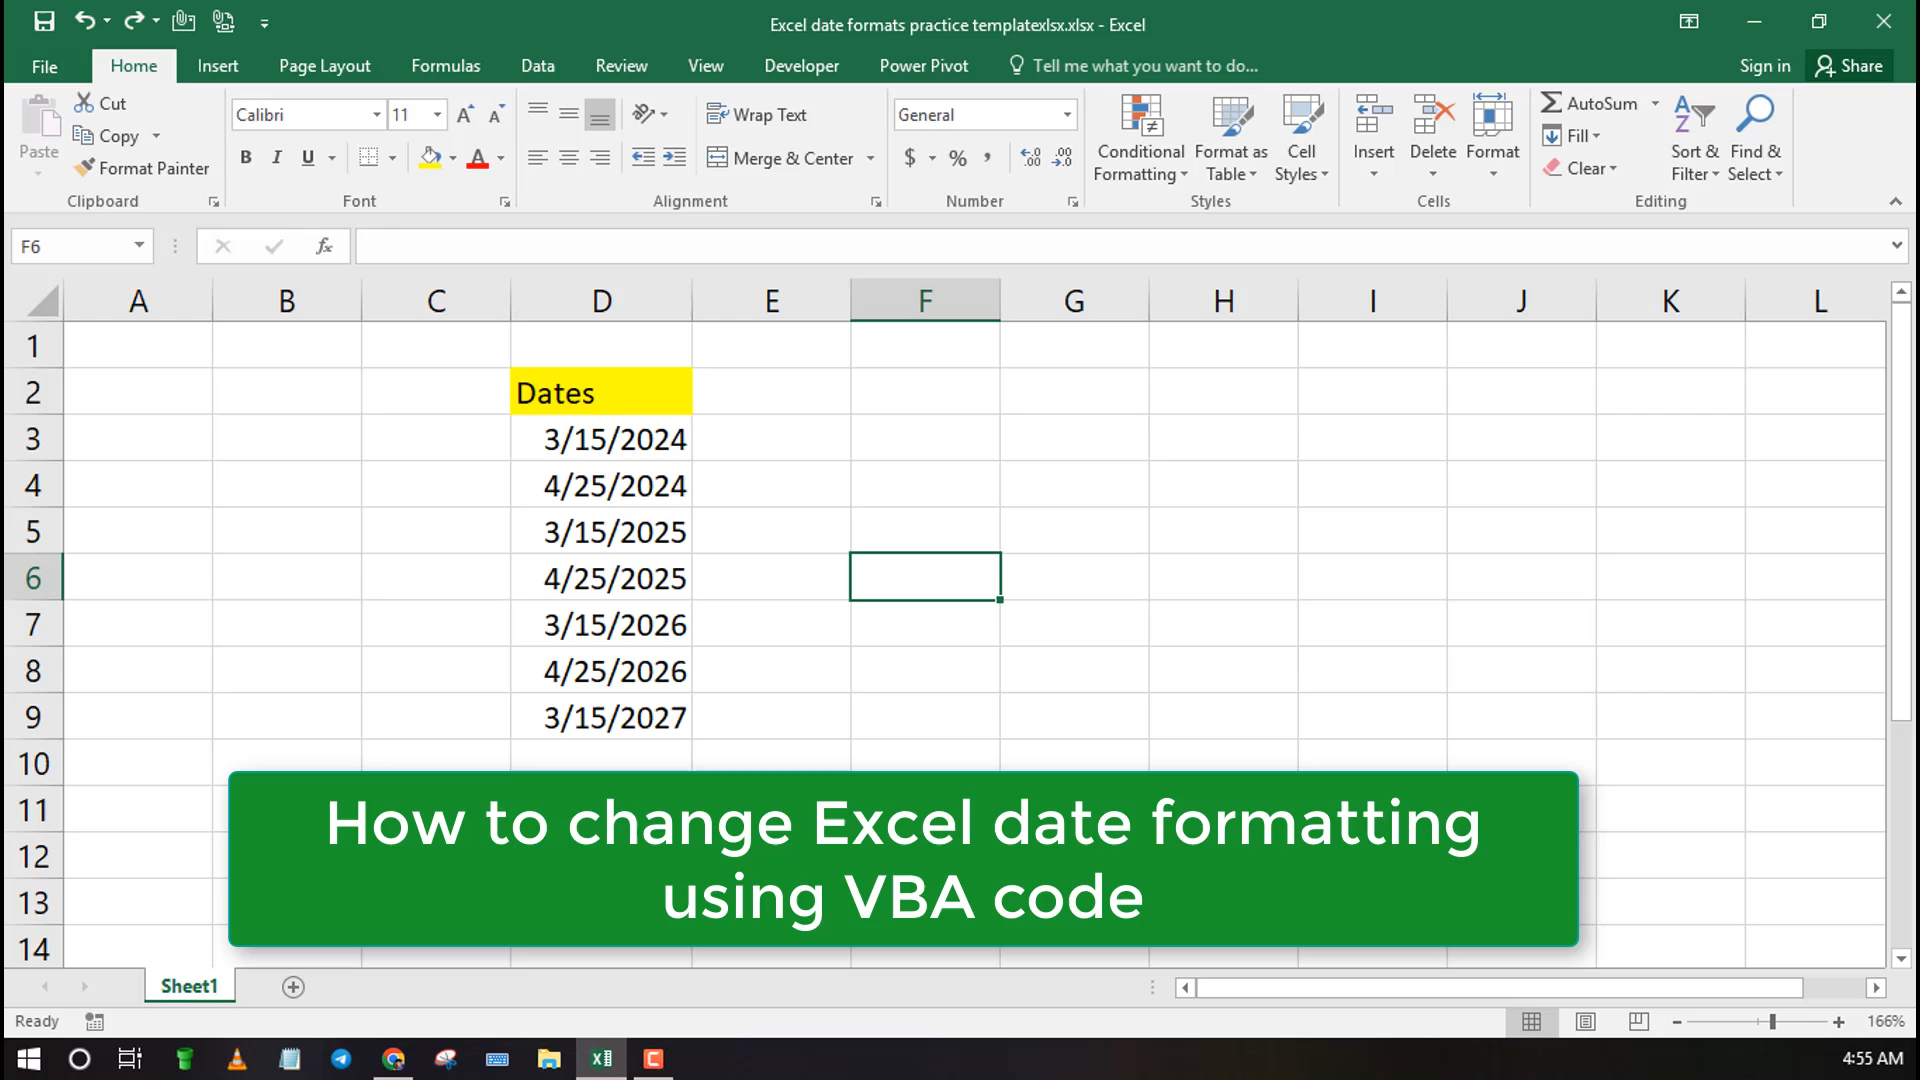 Excel date formats practice templatexlsx.xlsx - Excel
File Home Insert Page Layout Formulas Data Review View Developer Power Pivot Tell me what you want to do... Sign in Share
Cut
Copy
Format Painter
Paste
Clipboard
Calibri 11
B I U A
Font
Wrap Text
Merge & Center
Alignment
General
$ % ,
Number
Conditional Formatting
Format as Table
Cell Styles
Styles
Insert
Delete
Format
Cells
AutoSum
Fill
Clear
Sort & Filter
Find & Select
Editing
F6 fx
A B C D E F G H I J K L
1
2 Dates
3 3/15/2024
4 4/25/2024
5 3/15/2025
6 4/25/2025
7 3/15/2026
8 4/25/2026
9 3/15/2027
10
11
12
13
14
How to change Excel date formatting
using VBA code
Sheet1
Ready 166%
4:55 AM